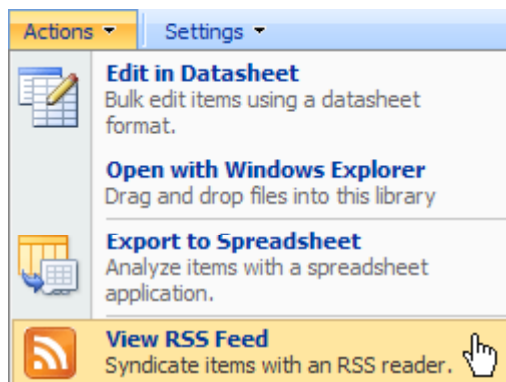 Actions Settings
Edit in Datasheet
Bulk edit items using a datasheet
format.
Open with Windows Explorer
Drag and drop files into this library
Export to Spreadsheet
Analyze items with a spreadsheet
application.
View RSS Feed
Syndicate items with an RSS reader.